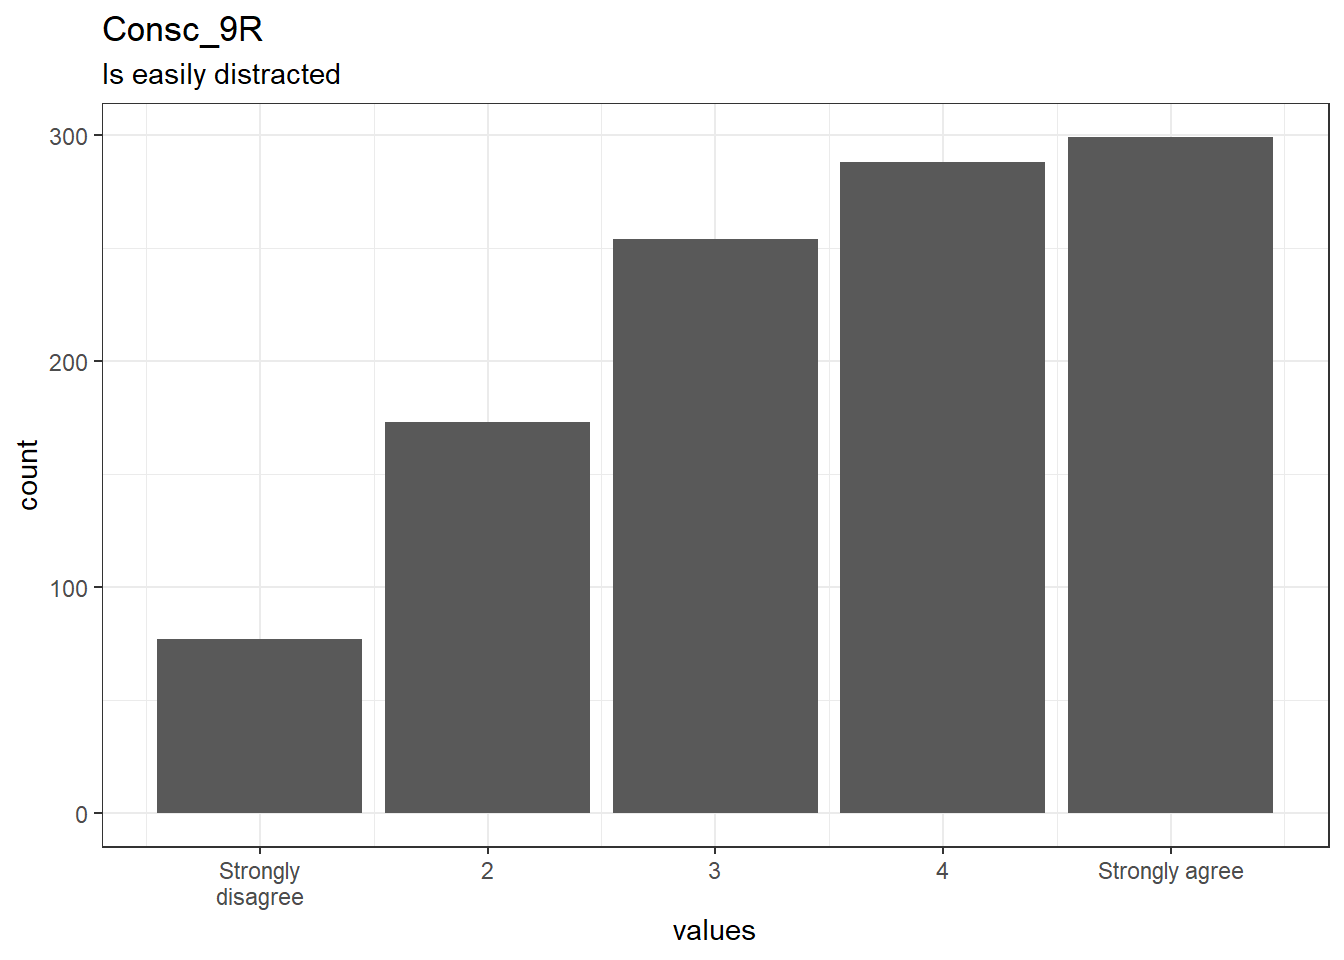 Consc_9R
Is easily distracted
300
200
100
0
count
Strongly
disagree
2
3
4
Strongly agree
values